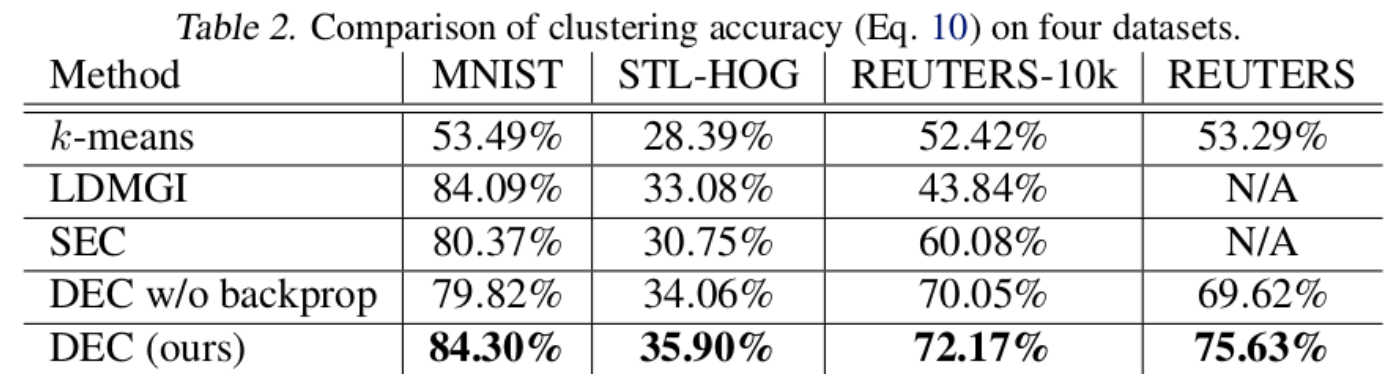 Table 2. Comparison of clustering accuracy (Eq. 10) on four datasets.
Method MNIST STL-HOG REUTERS-10k REUTERS
k-means 53.49% 28.39% 52.42% 53.29%
LDMGI 84.09% 33.08% 43.84% N/A
SEC 80.37% 30.75% 60.08% N/A
DEC w/o backprop 79.82% 34.06% 70.05% 69.62%
DEC (ours) 84.30% 35.90% 72.17% 75.63%